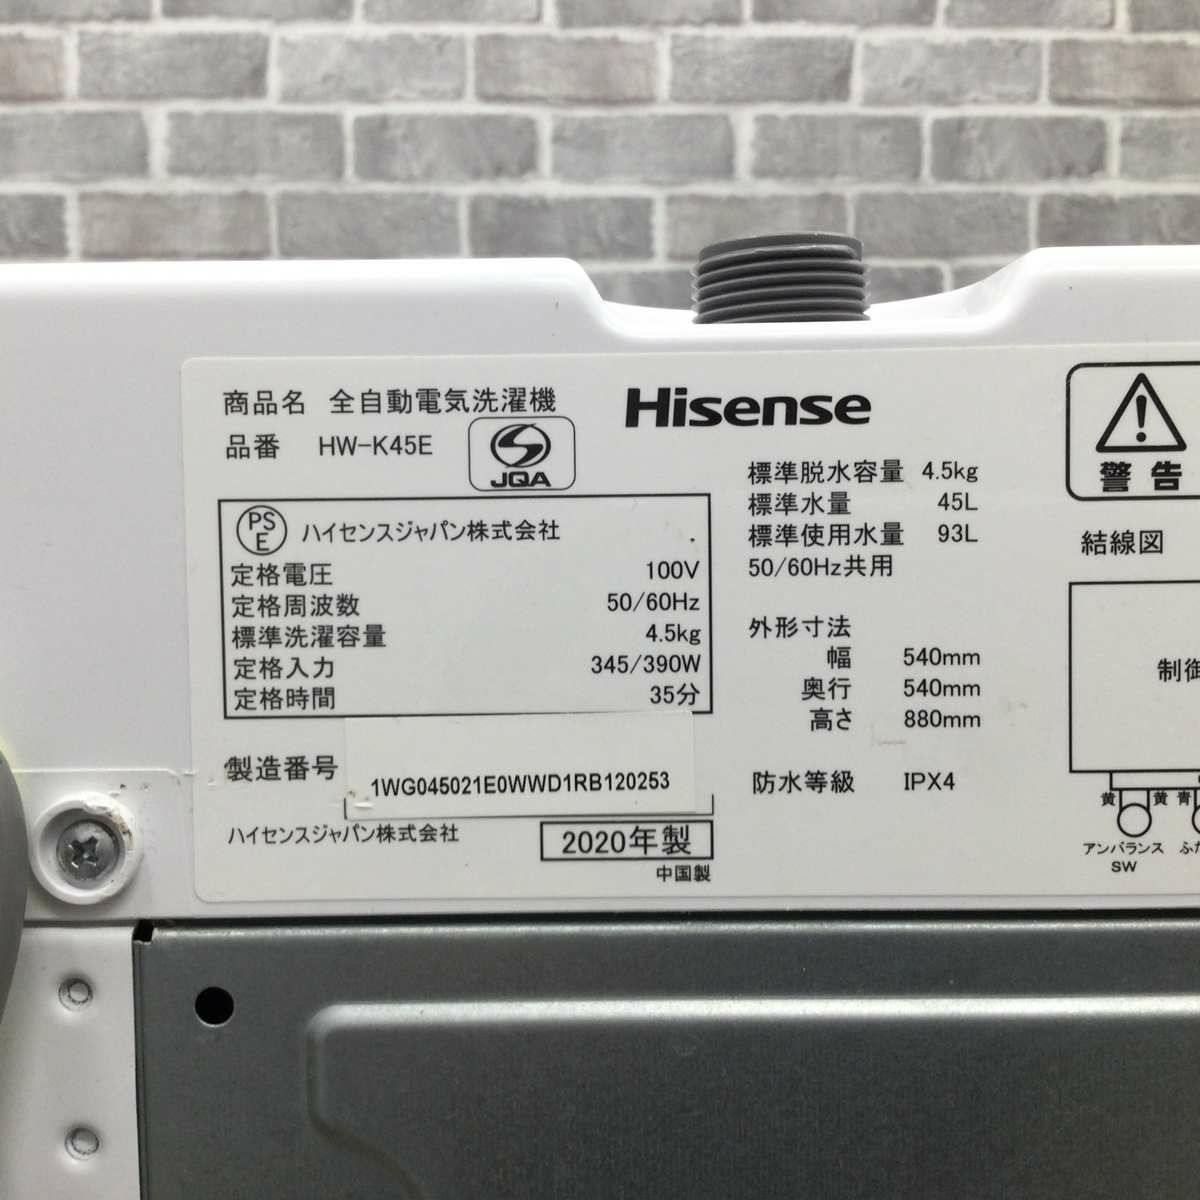 商品名 全自動電気洗濯機
品番 HW-K45E
JQA
Hisense
PS
E
ハイセンスジャパン株式会社
定格電圧 100V
定格周波数 50/60Hz
標準洗濯容量 4.5kg
定格入力 345/390W
定格時間 35分
製造番号 1WG045021E0WWD1RB120253
ハイセンスジャパン株式会社
2020年製
中国製
標準脱水容量 4.5kg
標準水量 45L
標準使用水量 93L
50/60Hz共用
外形寸法
幅 540mm
奥行 540mm
高さ 880mm
防水等級 IPX4
警告
結線図
制御
黄 黄 青
アンバランス
SW
ふた